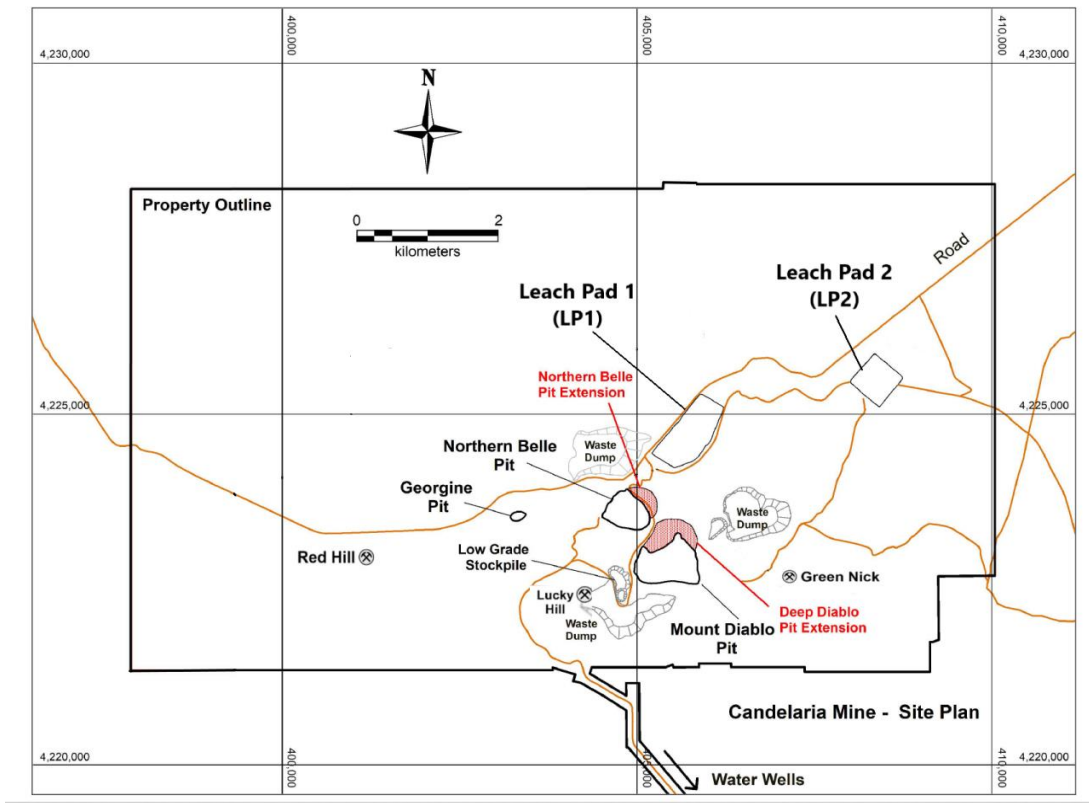 400,000
405,000
410,000
4,230,000
4,230,000
N
Property Outline
0
2
kilometers
Road
Leach Pad 2
(LP2)
Leach Pad 1
(LP1)
Northern Belle
Pit Extension
4,225,000
4,225,000
Northern Belle
Pit
Waste
Dump
Georgine
Pit
Waste
Dump
Low Grade
Stockpile
Red Hill
Green Nick
Lucky
Hill
Waste
Dump
Mount Diablo
Pit
Deep Diablo
Pit Extension
Candelaria Mine - Site Plan
4,220,000
400,000
405,000
410,000
4,220,000
Water Wells